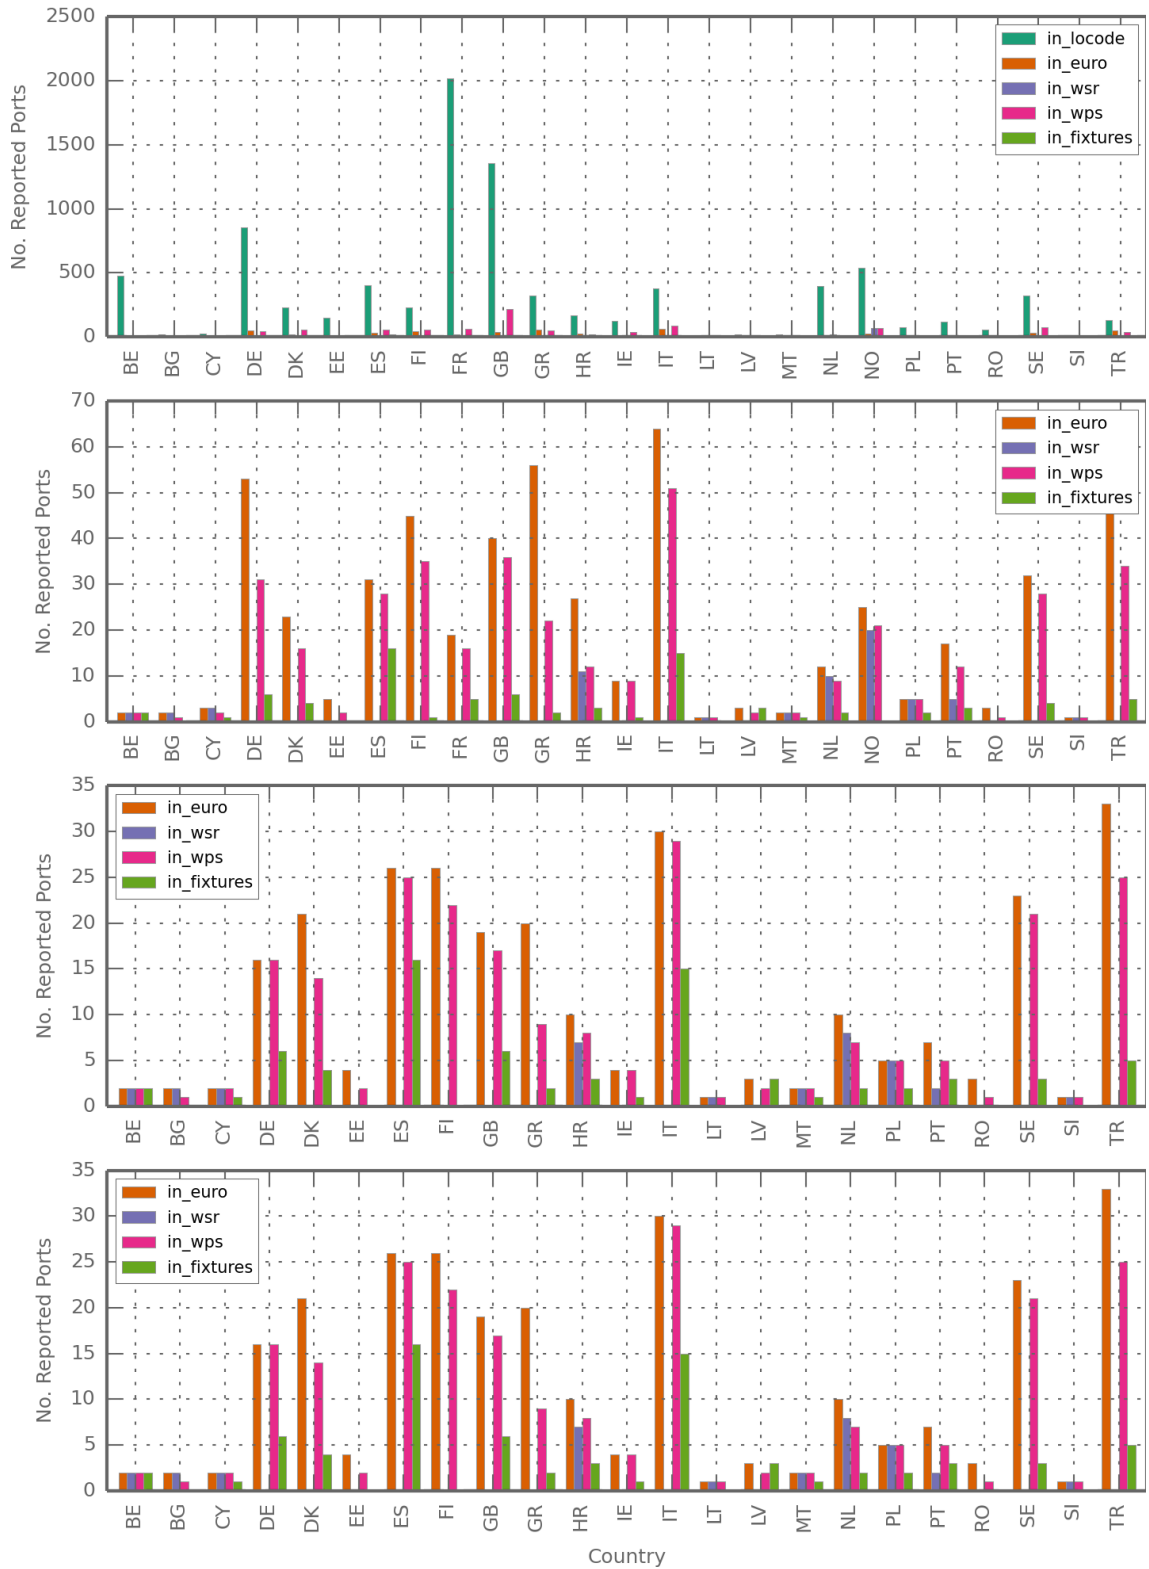 2500
2000
1500
1000
500
0
No. Reported Ports
in_locode
in_euro
in_wsr
in_wps
in_fixtures
BE BG CY DE DK EE ES FI FR GB GR HR IE IT LT LV MT NL NO PL PT RO SE SI TR
70
60
50
40
30
20
10
0
No. Reported Ports
in_euro
in_wsr
in_wps
in_fixtures
BE BG CY DE DK EE ES FI FR GB GR HR IE IT LT LV MT NL NO PL PT RO SE SI TR
35
30
25
20
15
10
5
0
No. Reported Ports
in_euro
in_wsr
in_wps
in_fixtures
BE BG CY DE DK EE ES FI GB GR HR IE IT LT LV MT NL PL PT RO SE SI TR
35
30
25
20
15
10
5
0
No. Reported Ports
in_euro
in_wsr
in_wps
in_fixtures
BE BG CY DE DK EE ES FI GB GR HR IE IT LT LV MT NL PL PT RO SE SI TR
Country